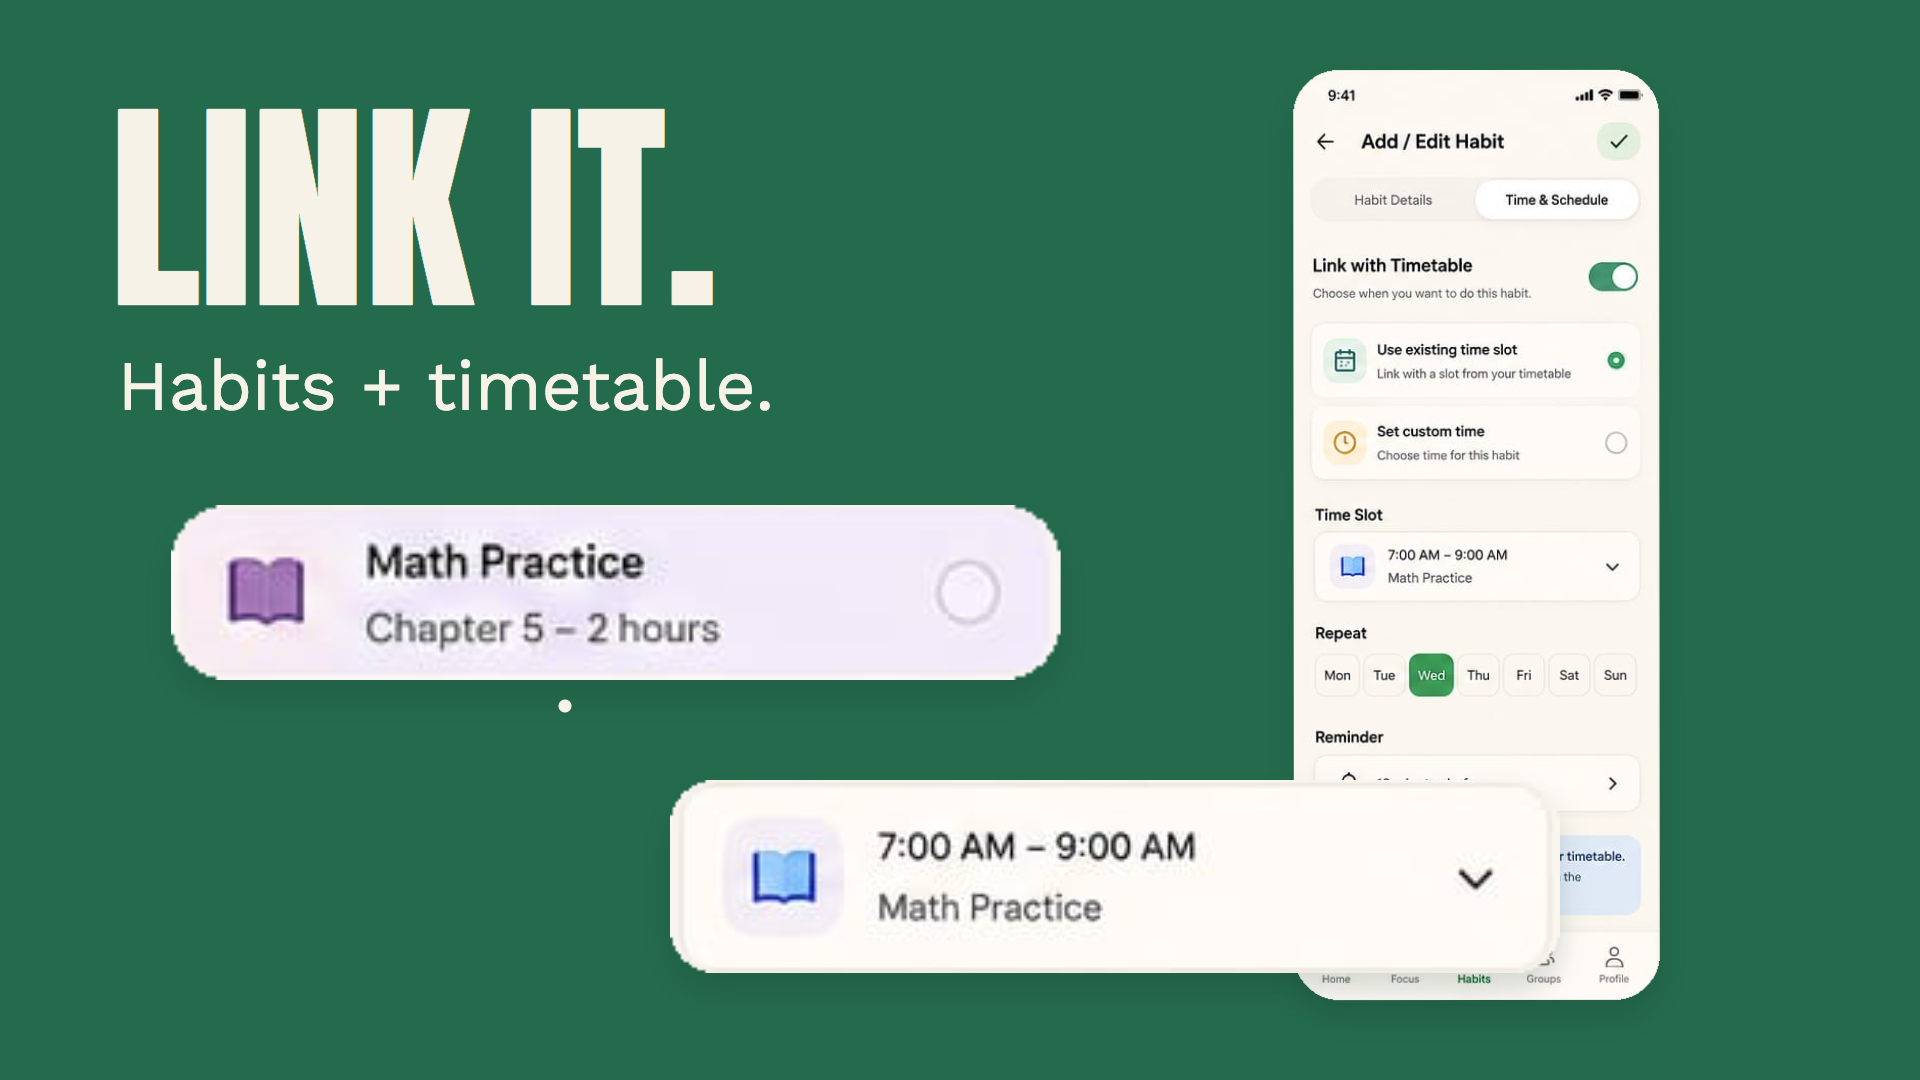 LINK IT.
Habits + timetable.
Math Practice
Chapter 5 – 2 hours
7:00 AM – 9:00 AM
Math Practice
9:41
Add / Edit Habit
Habit Details
Time & Schedule
Link with Timetable
Choose when you want to do this habit.
Use existing time slot
Link with a slot from your timetable
Set custom time
Choose time for this habit
Time Slot
7:00 AM – 9:00 AM
Math Practice
Repeat
Mon Tue Wed Thu Fri Sat Sun
Reminder
timetable.
the
Home Focus Habits Groups Profile